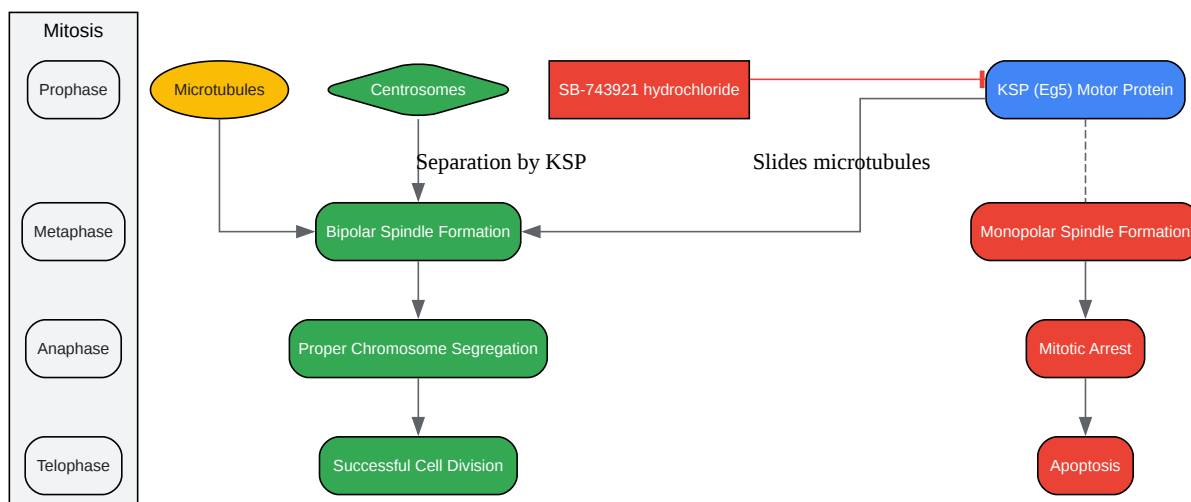 Mitosis
Prophase
Microtubules
Centrosomes
SB-743921 hydrochloride
KSP (Eg5) Motor Protein
Separation by KSP
Slides microtubules
Metaphase
Bipolar Spindle Formation
Monopolar Spindle Formation
Anaphase
Proper Chromosome Segregation
Mitotic Arrest
Telophase
Successful Cell Division
Apoptosis